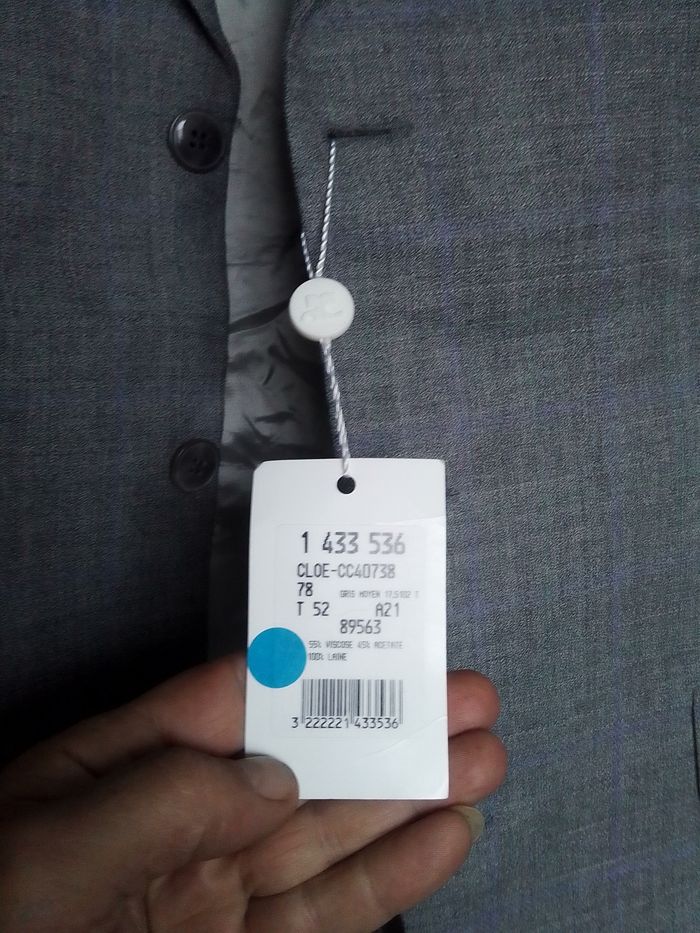 1 433 536
CLOE-CC40738
78 GRIS MOYEN
T 52 A21
89563
55% VISCOSE 45% ACETATE
100% LAINE
3 222221 433536